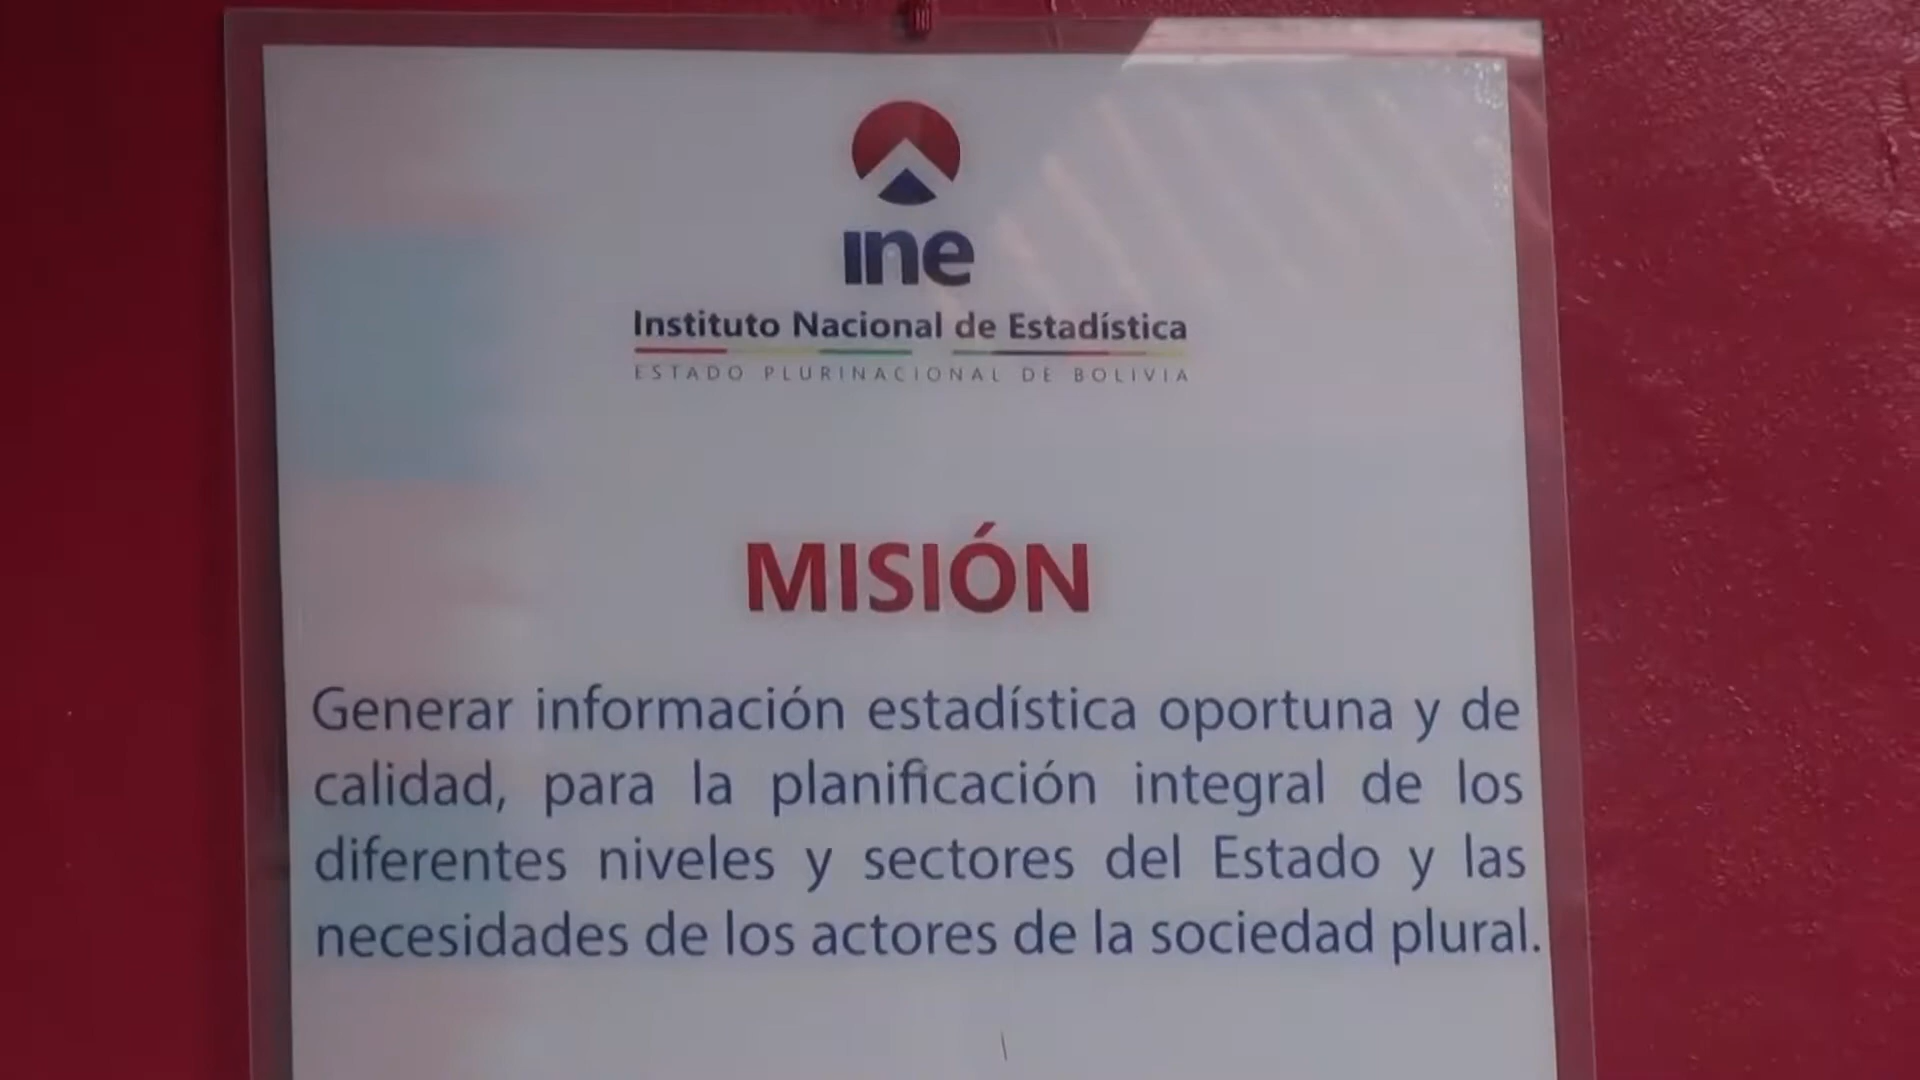 ine
Instituto Nacional de Estadística
ESTADO PLURINACIONAL DE BOLIVIA
MISIÓN
Generar información estadística oportuna y de
calidad, para la planificación integral de los
diferentes niveles y sectores del Estado y las
necesidades de los actores de la sociedad plural.